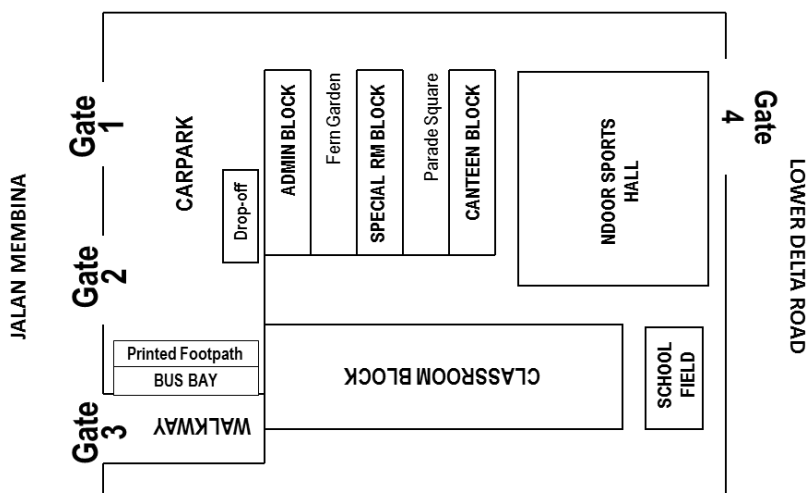 JALAN MEMBINA
Gate
1
Gate
2
Gate
3
CARPARK
Drop-off
ADMIN BLOCK
Fern Garden
SPECIAL RM BLOCK
Parade Square
CANTEEN BLOCK
NDOOR SPORTS
HALL
Gate
4
LOWER DELTA ROAD
Printed Footpath
BUS BAY
WALKWAY
CLASSROOM BLOCK
SCHOOL
FIELD